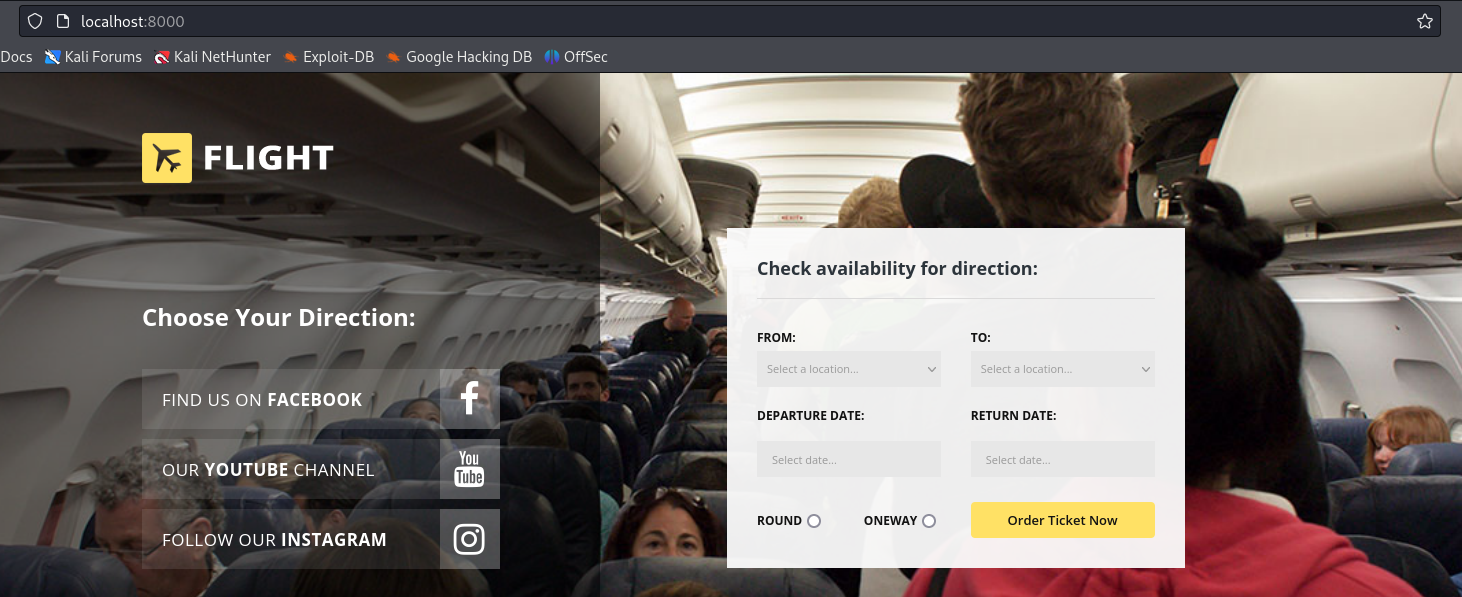 localhost:8000
Docs Kali Forums Kali NetHunter Exploit-DB Google Hacking DB OffSec
FLIGHT
Choose Your Direction:
FIND US ON FACEBOOK
OUR YOUTUBE CHANNEL
You
Tube
FOLLOW OUR INSTAGRAM
Check availability for direction:
FROM: TO:
Select a location... Select a location...
DEPARTURE DATE: RETURN DATE:
Select date... Select date...
ROUND ONEWAY Order Ticket Now